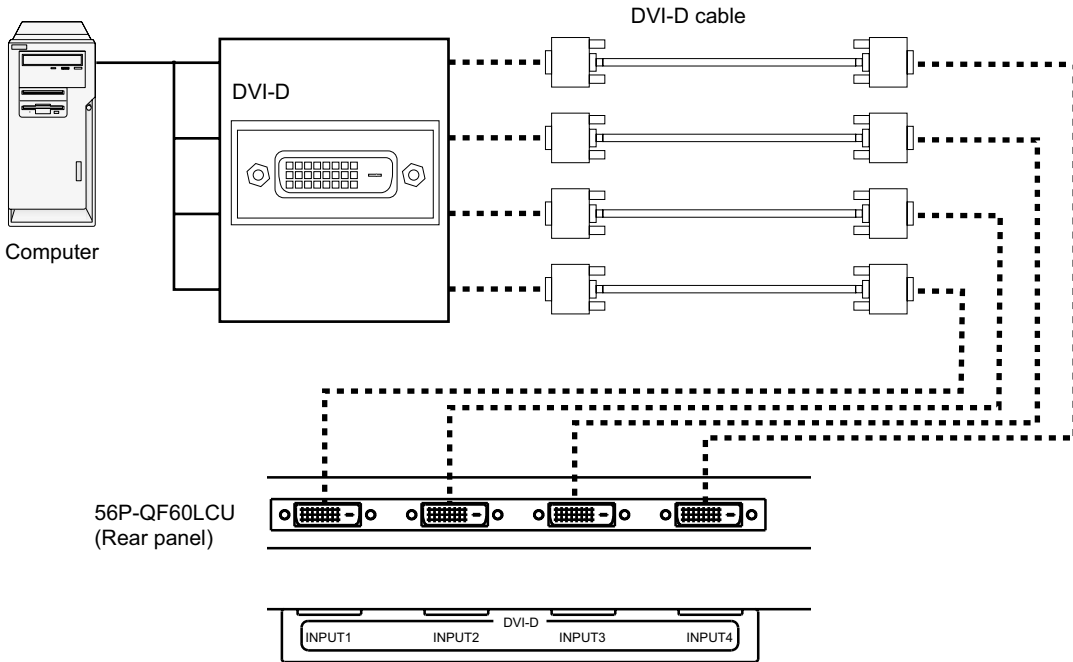 DVI-D cable
DVI-D
Computer
56P-QF60LCU
(Rear panel)
DVI-D
INPUT1 INPUT2 INPUT3 INPUT4